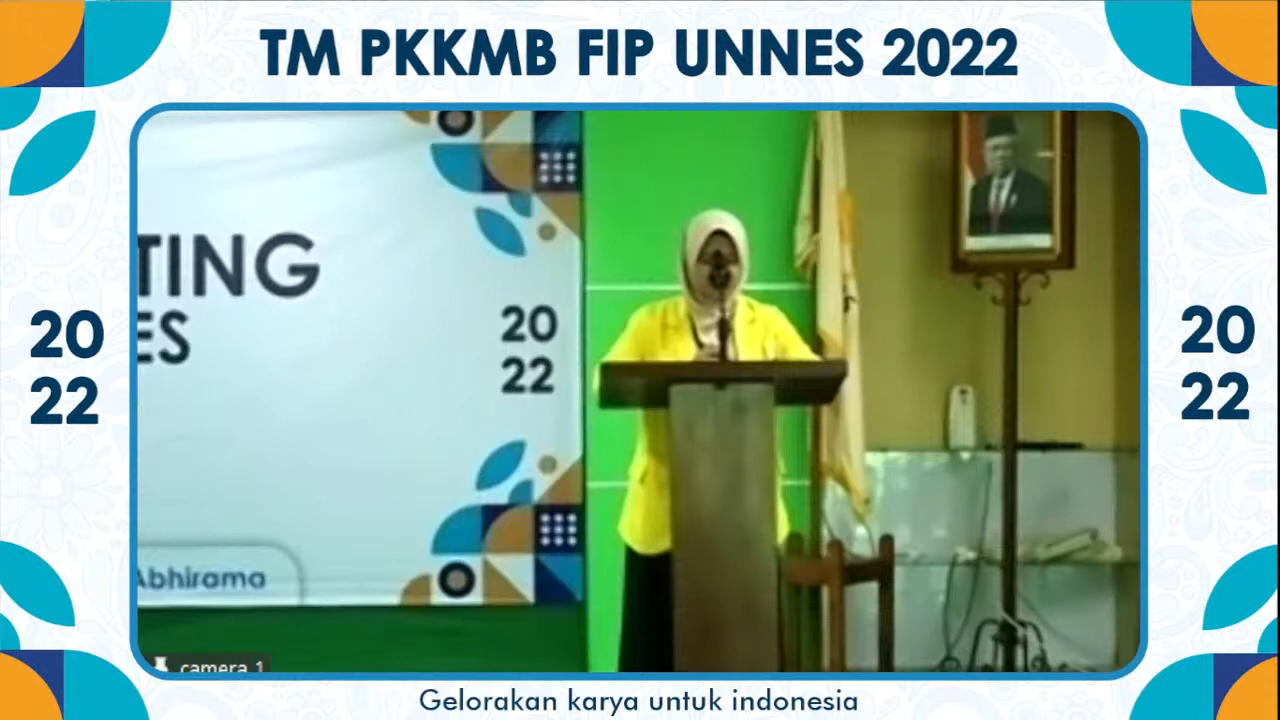 TM PKKMB FIP UNNES 2022
TING
ES
20
22
Abhirama
20
22
20
22
camera 1
Gelorakan karya untuk indonesia